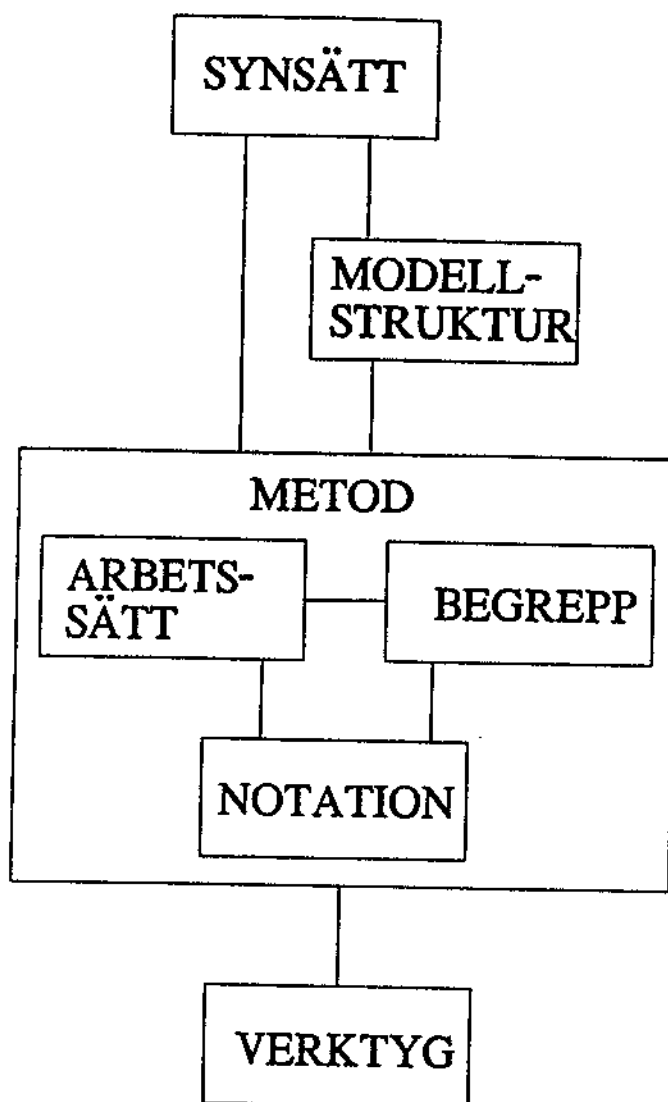 SYNSÄTT
MODELL-
STRUKTUR
METOD
ARBETS-
SÄTT
BEGREPP
NOTATION
VERKTYG